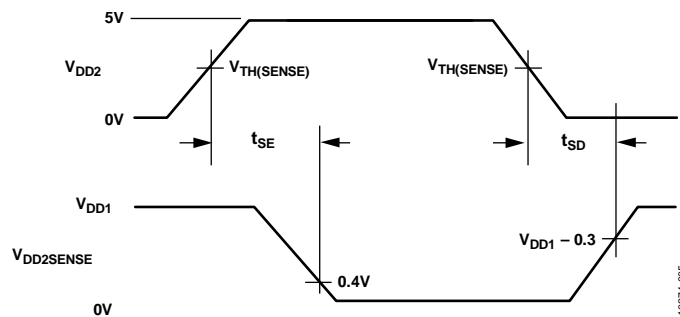 5V
VDD2
VTH(SENSE)
VTH(SENSE)
0V
tSE
tSD
VDD1
VDD1 – 0.3
VDD2SENSE
0.4V
0V